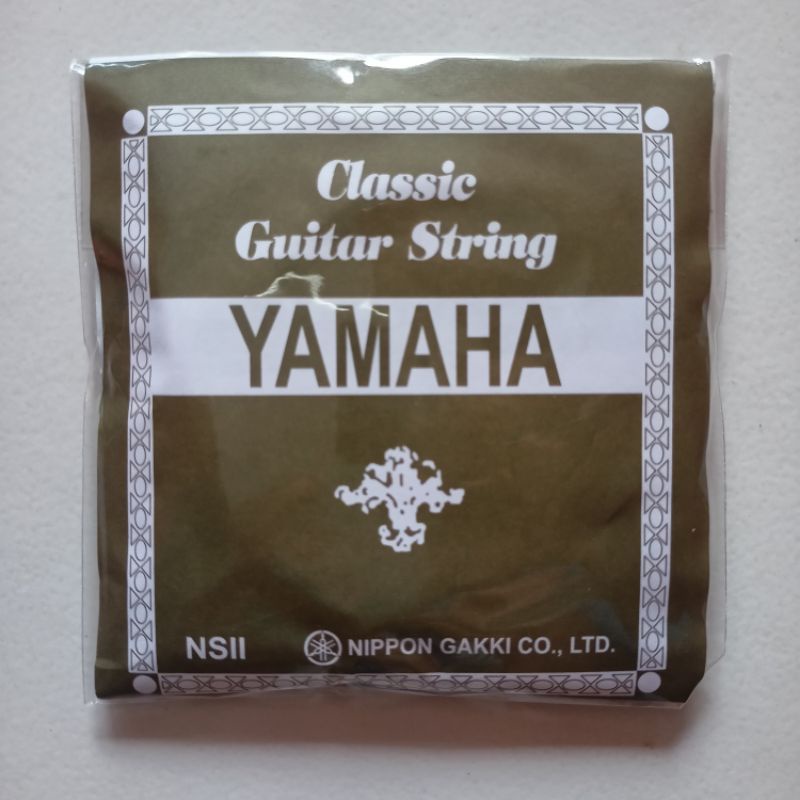 Classic
Guitar String
YAMAHA
NSII
NIPPON GAKKI CO., LTD.